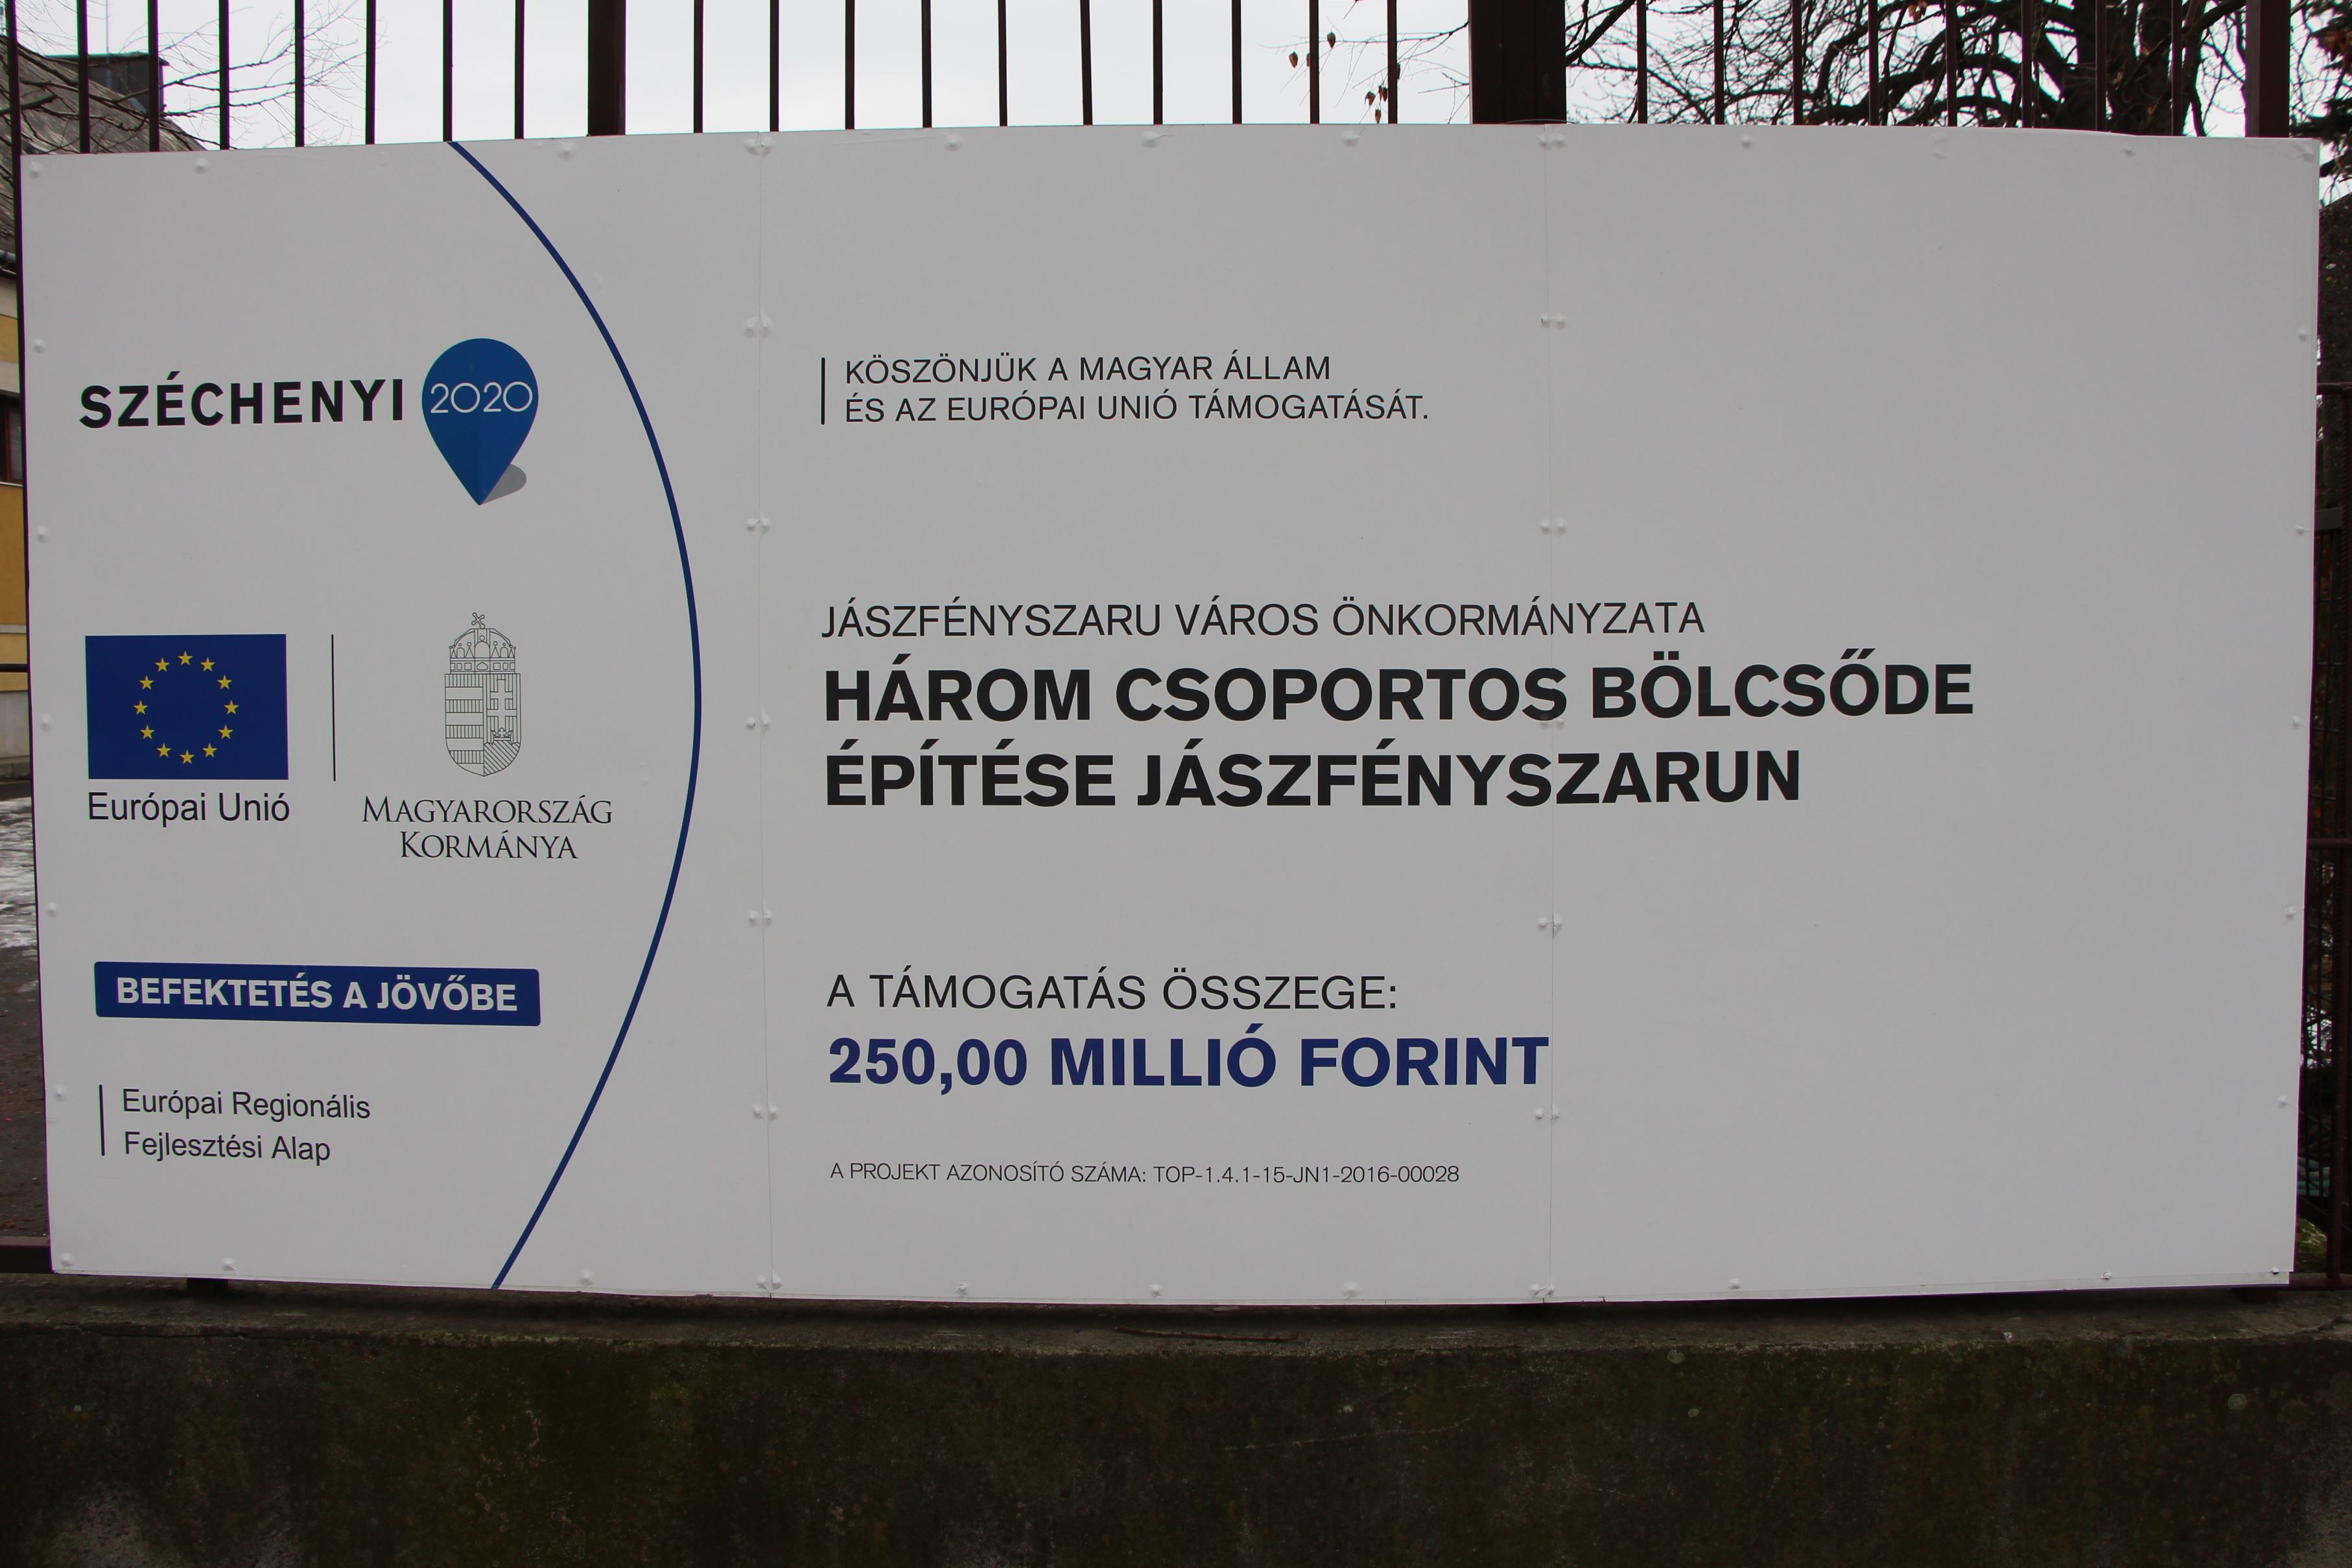 SZÉCHENYI 2020
Európai Unió
MAGYARORSZÁG
KORMÁNYA
BEFEKTETÉS A JÖVŐBE
Európai Regionális
Fejlesztési Alap
KÖSZÖNJÜK A MAGYAR ÁLLAM
ÉS AZ EURÓPAI UNIÓ TÁMOGATÁSÁT.
JÁSZFÉNYSZARU VÁROS ÖNKORMÁNYZATA
HÁROM CSOPORTOS BÖLCSŐDE
ÉPÍTÉSE JÁSZFÉNYSZARUN
A TÁMOGATÁS ÖSSZEGE:
250,00 MILLIÓ FORINT
A PROJEKT AZONOSÍTÓ SZÁMA: TOP-1.4.1-15-JN1-2016-00028